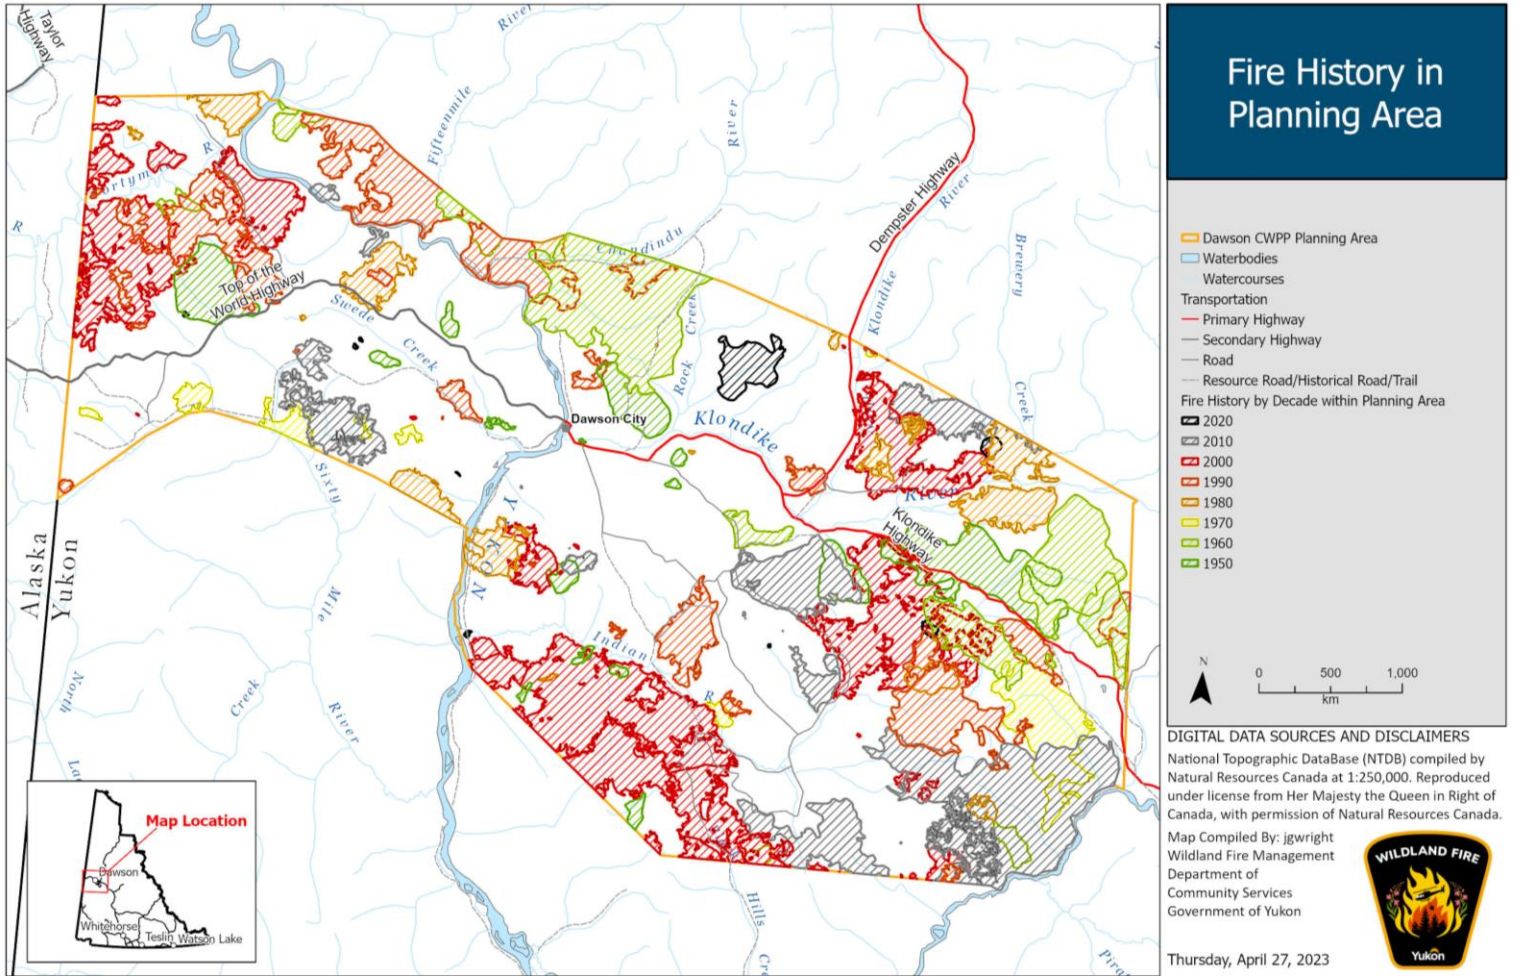 Fire History in
Planning Area
Dawson CWPP Planning Area
Waterbodies
Watercourses
Transportation
Primary Highway
Secondary Highway
Road
Resource Road/Historical Road/Trail
Fire History by Decade within Planning Area
2020
2010
2000
1990
1980
1970
1960
1950
N
0 500 1,000
km
DIGITAL DATA SOURCES AND DISCLAIMERS
National Topographic DataBase (NTDB) compiled by
Natural Resources Canada at 1:250,000. Reproduced
under license from Her Majesty the Queen in Right of
Canada, with permission of Natural Resources Canada.
Map Compiled By: jgwright
Wildland Fire Management
Department of
Community Services
Government of Yukon
Thursday, April 27, 2023
WILDLAND FIRE
Yukon
Taylor
Highway
River
Fifteenmile
River
Dempster Highway
River
Klondike
Brewery
Creek
R
R
Chandindu
Top of the
World Highway
Swede
Creek
Rock
Creek
Dawson City
Klondike
River
Klondike
Highway
Sixty
Mile
River
YUKON
Indian
R
Alaska
Yukon
North
Creek
Hills
Map Location
Dawson
Whitehorse
Teslin
Watson Lake